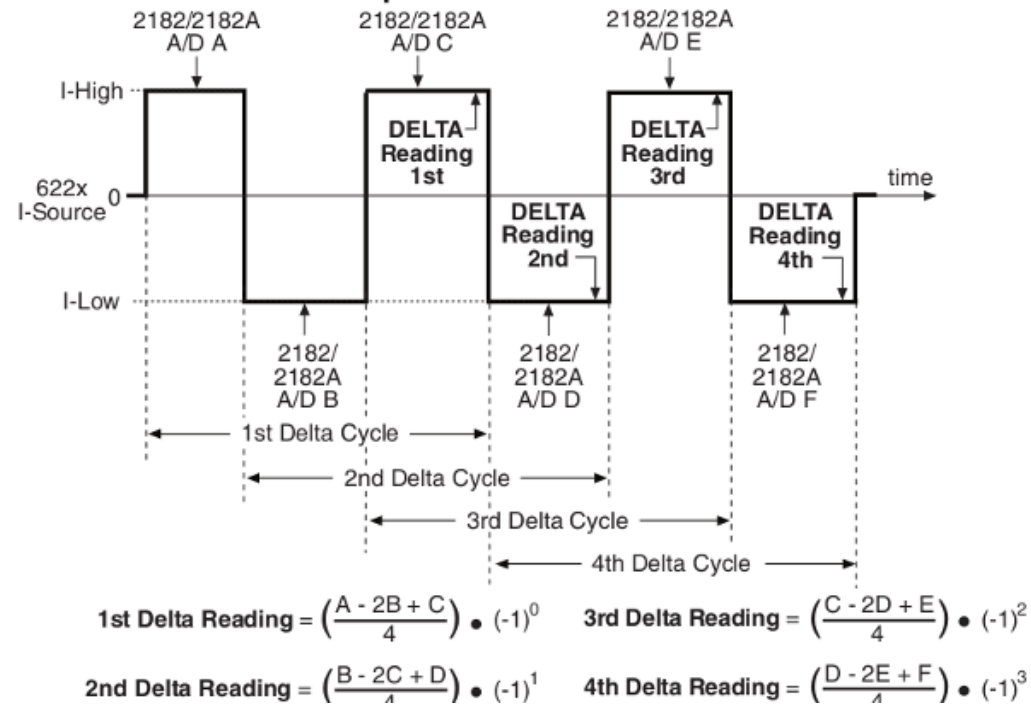 2182/2182A
A/D A
2182/2182A
A/D C
2182/2182A
A/D E
I-High
DELTA
Reading
1st
DELTA
Reading
3rd
622x
I-Source
0
time
DELTA
Reading
2nd
DELTA
Reading
4th
I-Low
2182/
2182A
A/D B
2182/
2182A
A/D D
2182/
2182A
A/D F
1st Delta Cycle
2nd Delta Cycle
3rd Delta Cycle
4th Delta Cycle
1st Delta Reading = (A - 2B + C / 4) • (-1)^0
3rd Delta Reading = (C - 2D + E / 4) • (-1)^2
2nd Delta Reading = (B - 2C + D / 4) • (-1)^1
4th Delta Reading = (D - 2E + F / 4) • (-1)^3